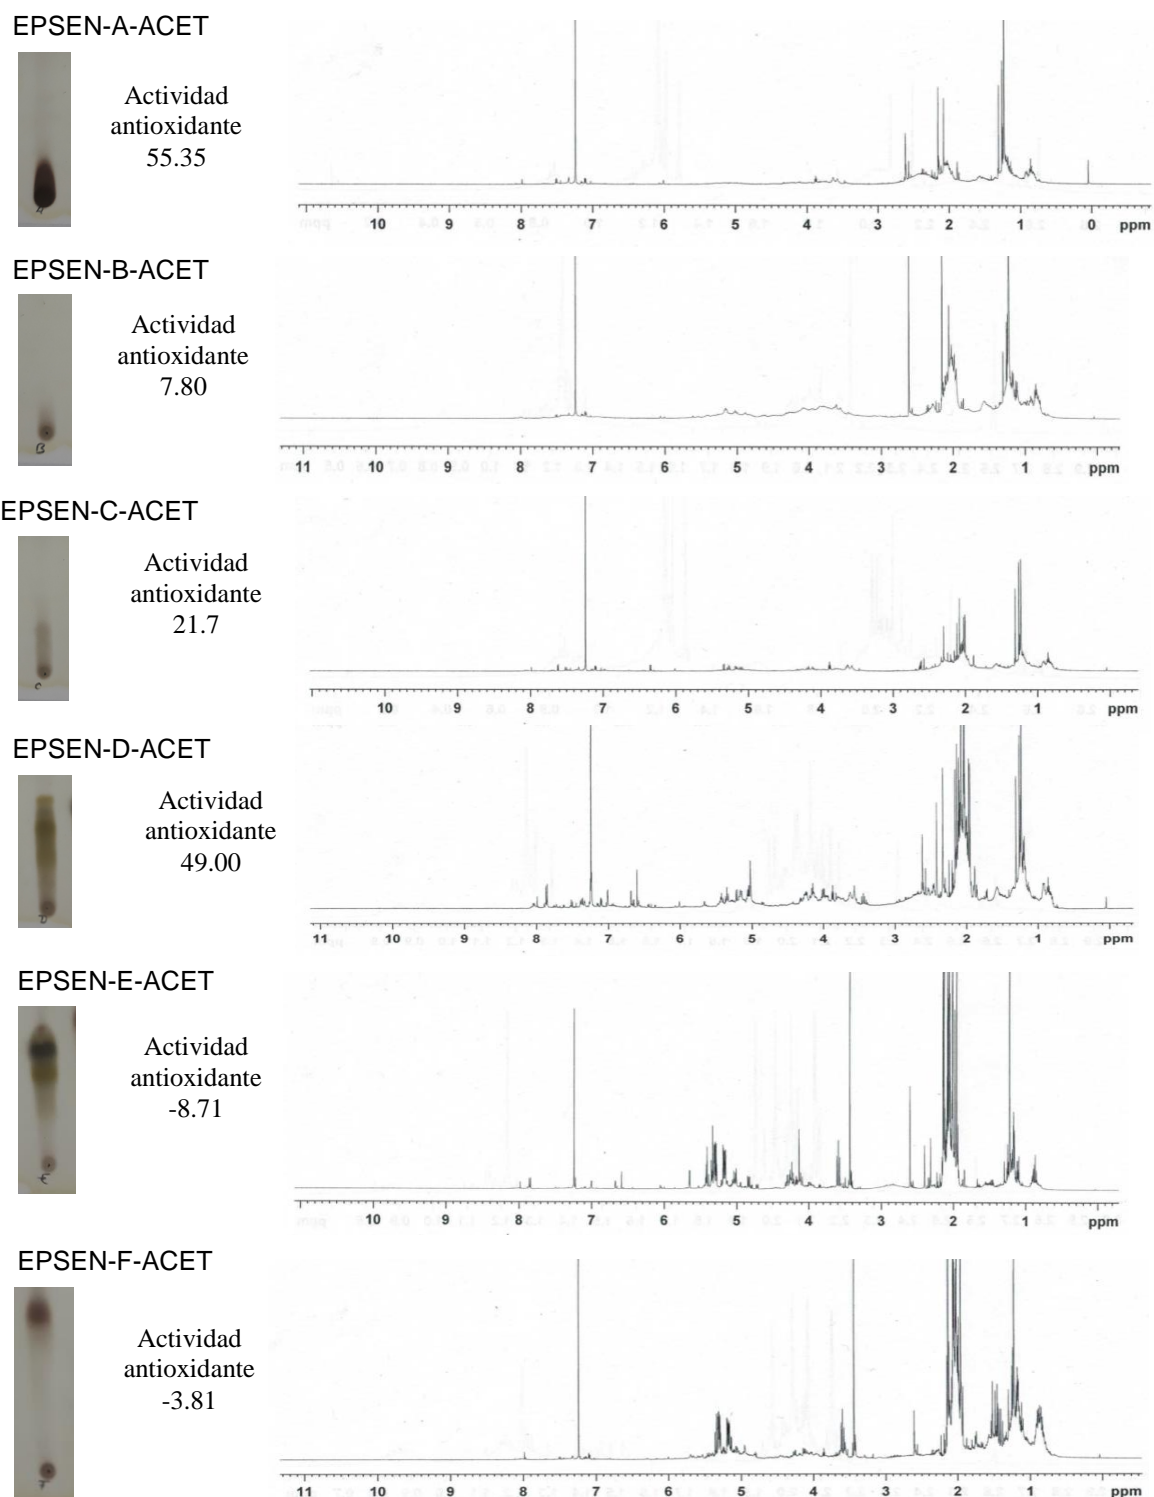 EPSEN-A-ACET
Actividad
antioxidante
55.35
A
10 9 8 7 6 5 4 3 2 1 0 ppm
EPSEN-B-ACET
Actividad
antioxidante
7.80
B
11 10 9 8 7 6 5 4 3 2 1 ppm
EPSEN-C-ACET
Actividad
antioxidante
21.7
C
10 9 8 7 6 5 4 3 2 1 ppm
EPSEN-D-ACET
Actividad
antioxidante
49.00
D
11 10 9 8 7 6 5 4 3 2 1 ppm
EPSEN-E-ACET
Actividad
antioxidante
-8.71
E
10 9 8 7 6 5 4 3 2 1 ppm
EPSEN-F-ACET
Actividad
antioxidante
-3.81
F
11 10 9 8 7 6 5 4 3 2 1 ppm